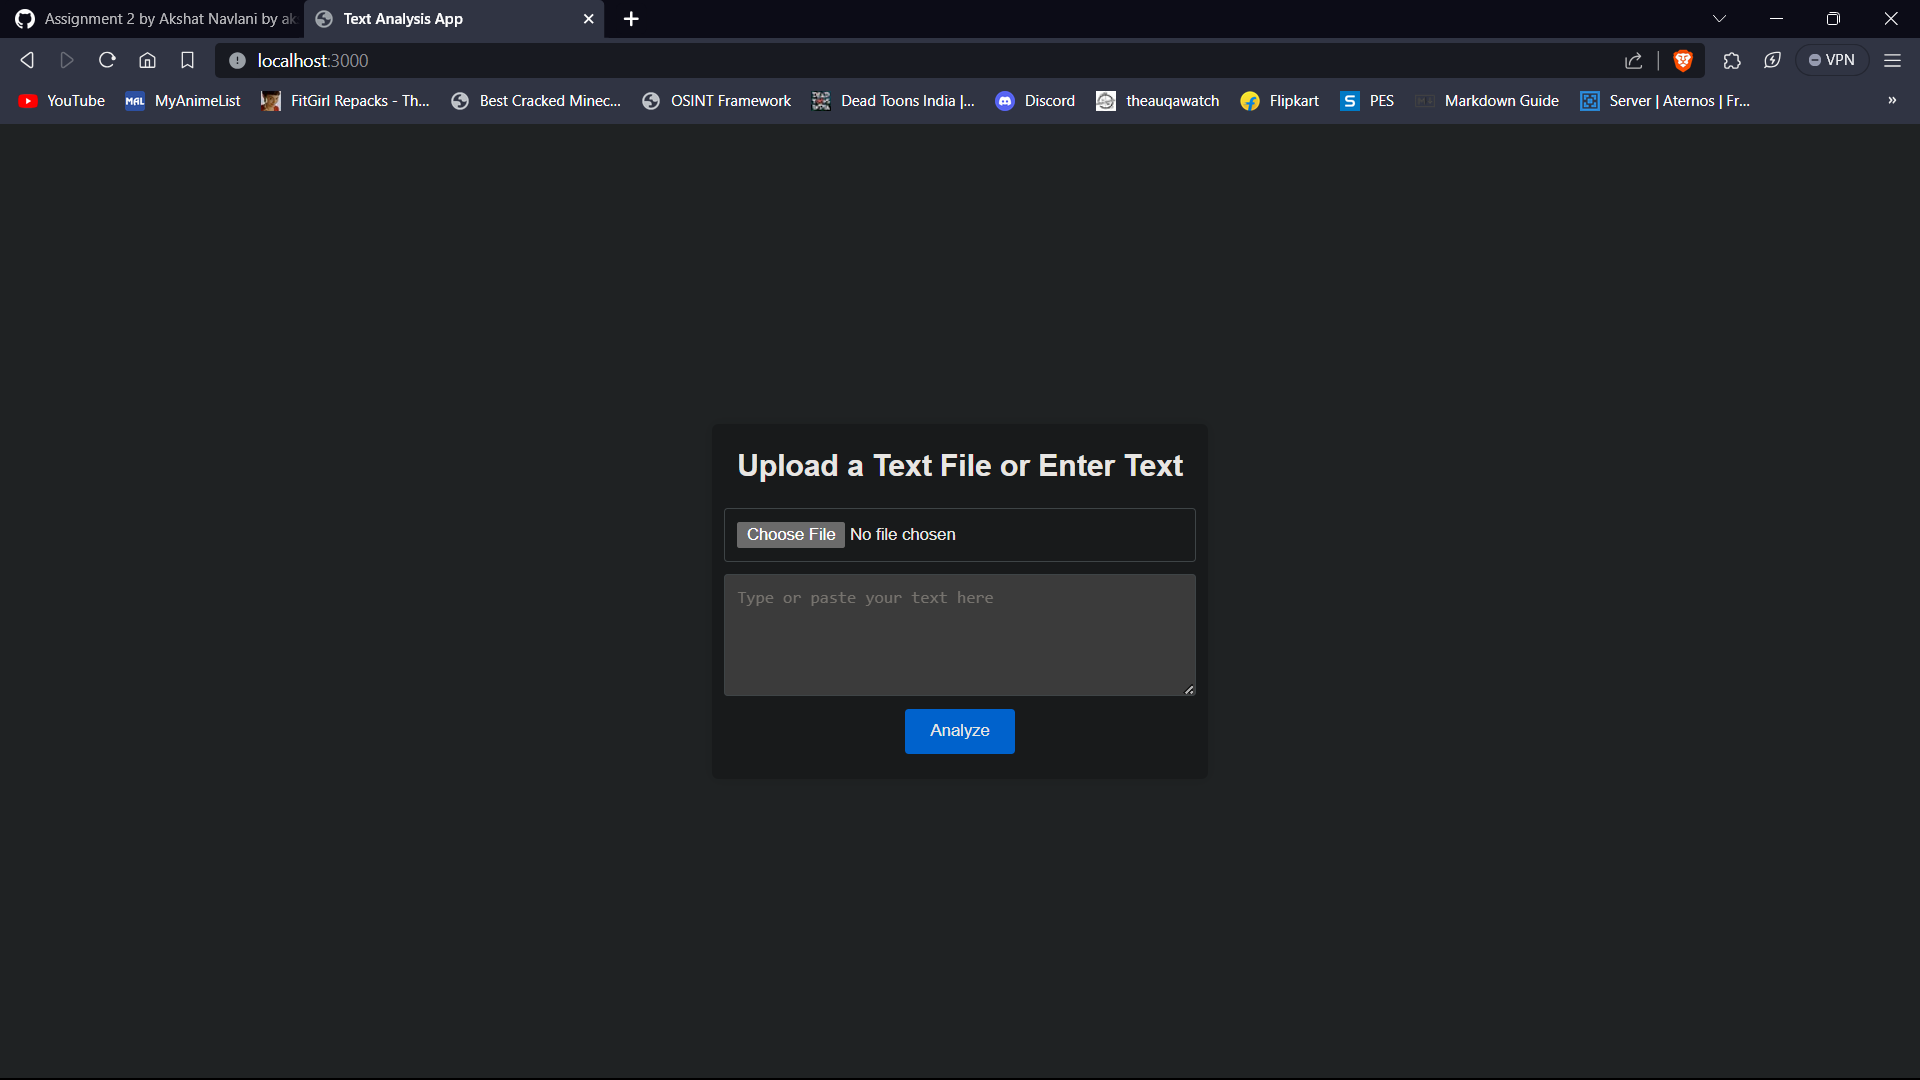 Assignment 2 by Akshat Navlani by ak
Text Analysis App
localhost:3000
VPN
YouTube
MAL MyAnimeList
FitGirl Repacks - Th...
Best Cracked Minec...
OSINT Framework
Dead Toons India |...
Discord
theauqawatch
Flipkart
S PES
Markdown Guide
Server | Aternos | Fr...
»
Upload a Text File or Enter Text
Choose File No file chosen
Type or paste your text here
Analyze